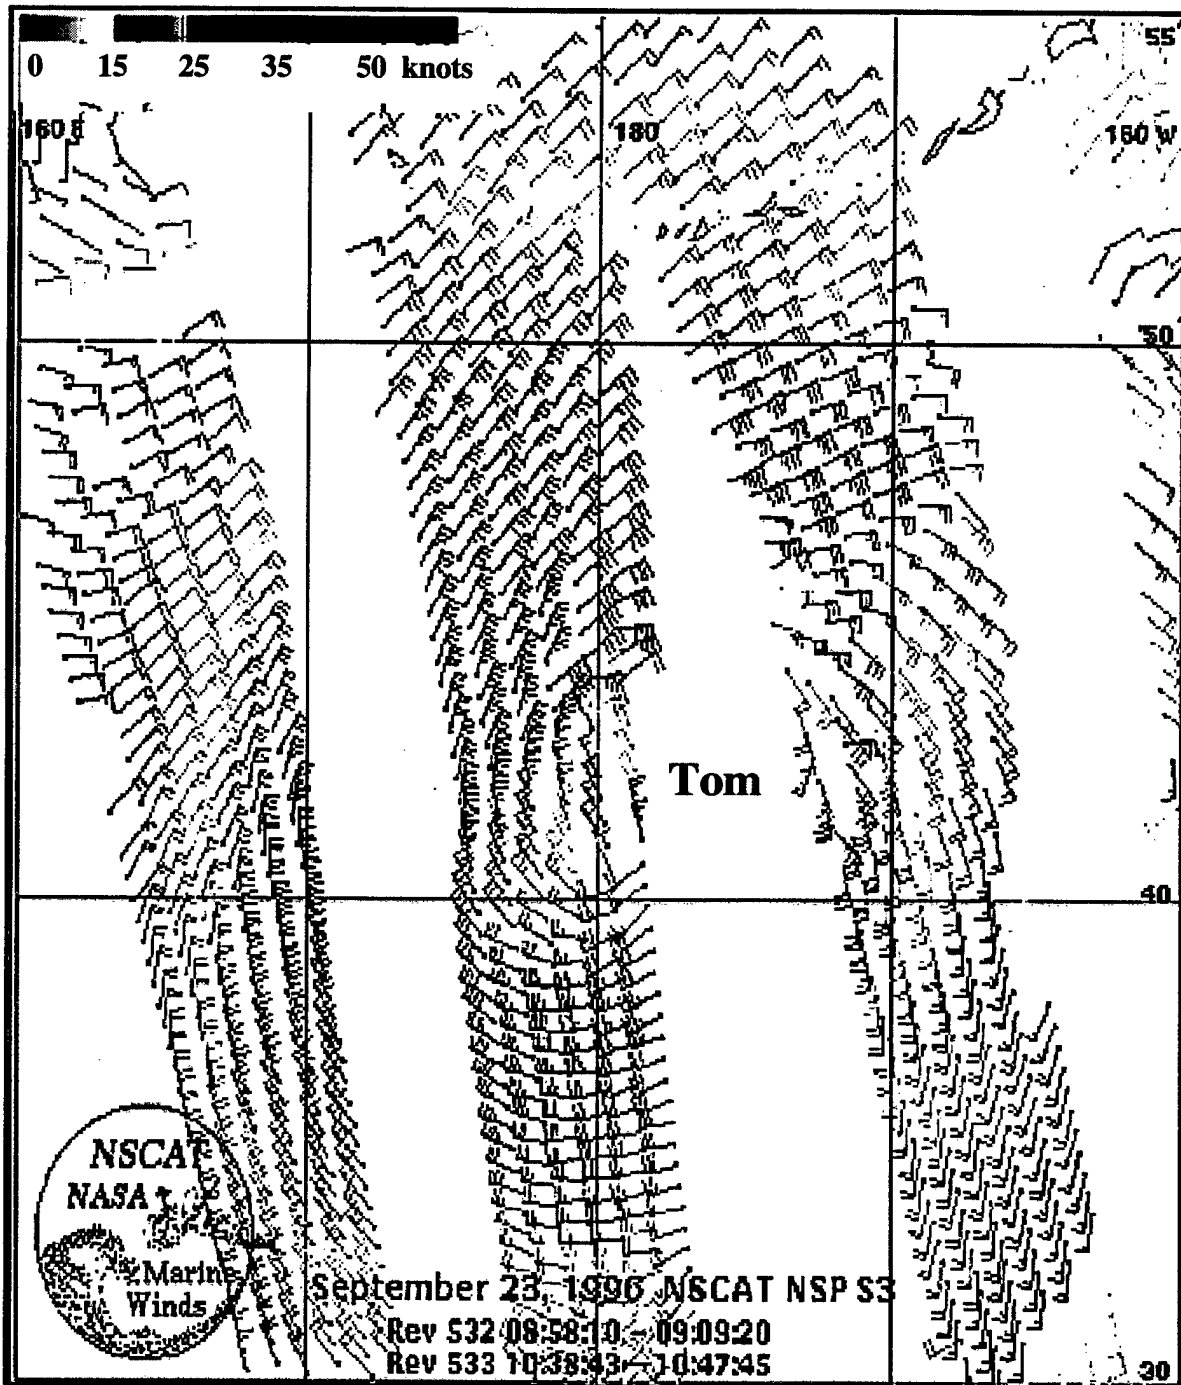 0 15 25 35 50 knots
55
160 E 180 160 W
50
Tom
40
NSCAT
NASA
Marine
Winds
September 23, 1996 NSCAT NSP S3
Rev 532 08:58:10 - 09:09:20
Rev 533 10:38:43 - 10:47:45
30